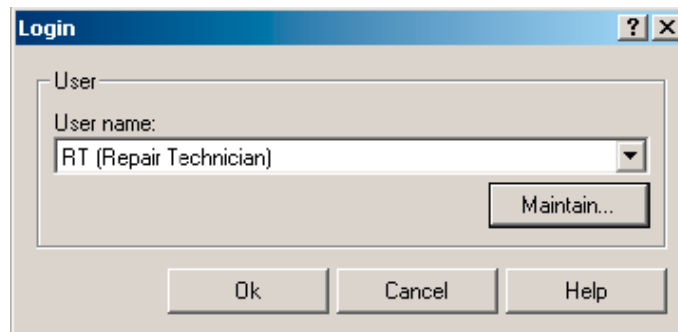 Login
User
User name:
RT (Repair Technician)
Maintain...
Ok Cancel Help